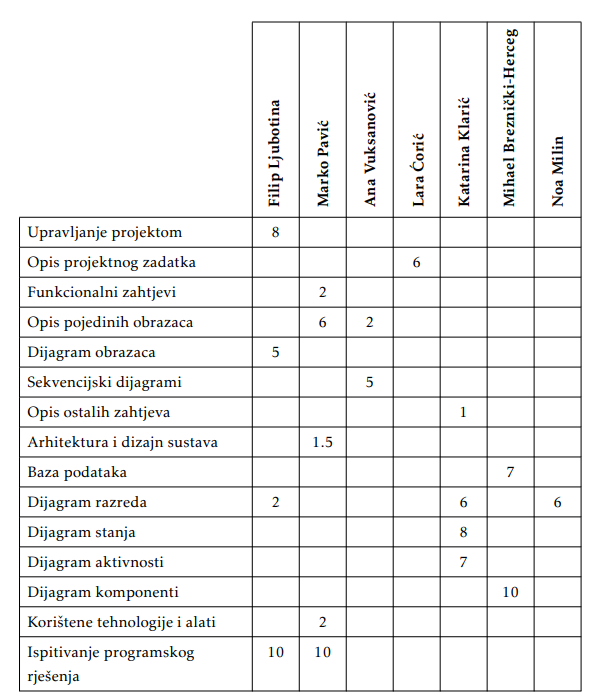 Filip Ljubotina Marko Pavić Ana Vuksanović Lara Ćorić Katarina Klarić Mihael Breznički-Herceg Noa Milin
Upravljanje projektom 8
Opis projektnog zadatka 6
Funkcionalni zahtjevi 2
Opis pojedinih obrazaca 6 2
Dijagram obrazaca 5
Sekvencijski dijagrami 5
Opis ostalih zahtjeva 1
Arhitektura i dizajn sustava 1.5
Baza podataka 7
Dijagram razreda 2 6 6
Dijagram stanja 8
Dijagram aktivnosti 7
Dijagram komponenti 10
Korištene tehnologije i alati 2
Ispitivanje programskog 10 10
rješenja